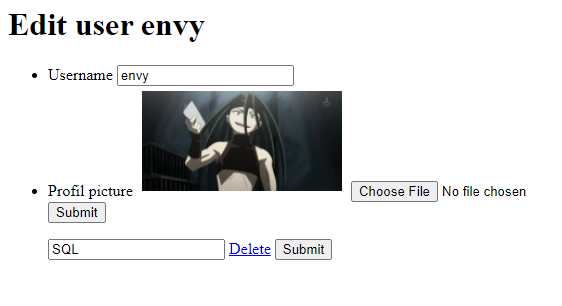 Edit user envy
Username envy
Profil picture Choose File No file chosen
Submit
SQL Delete Submit